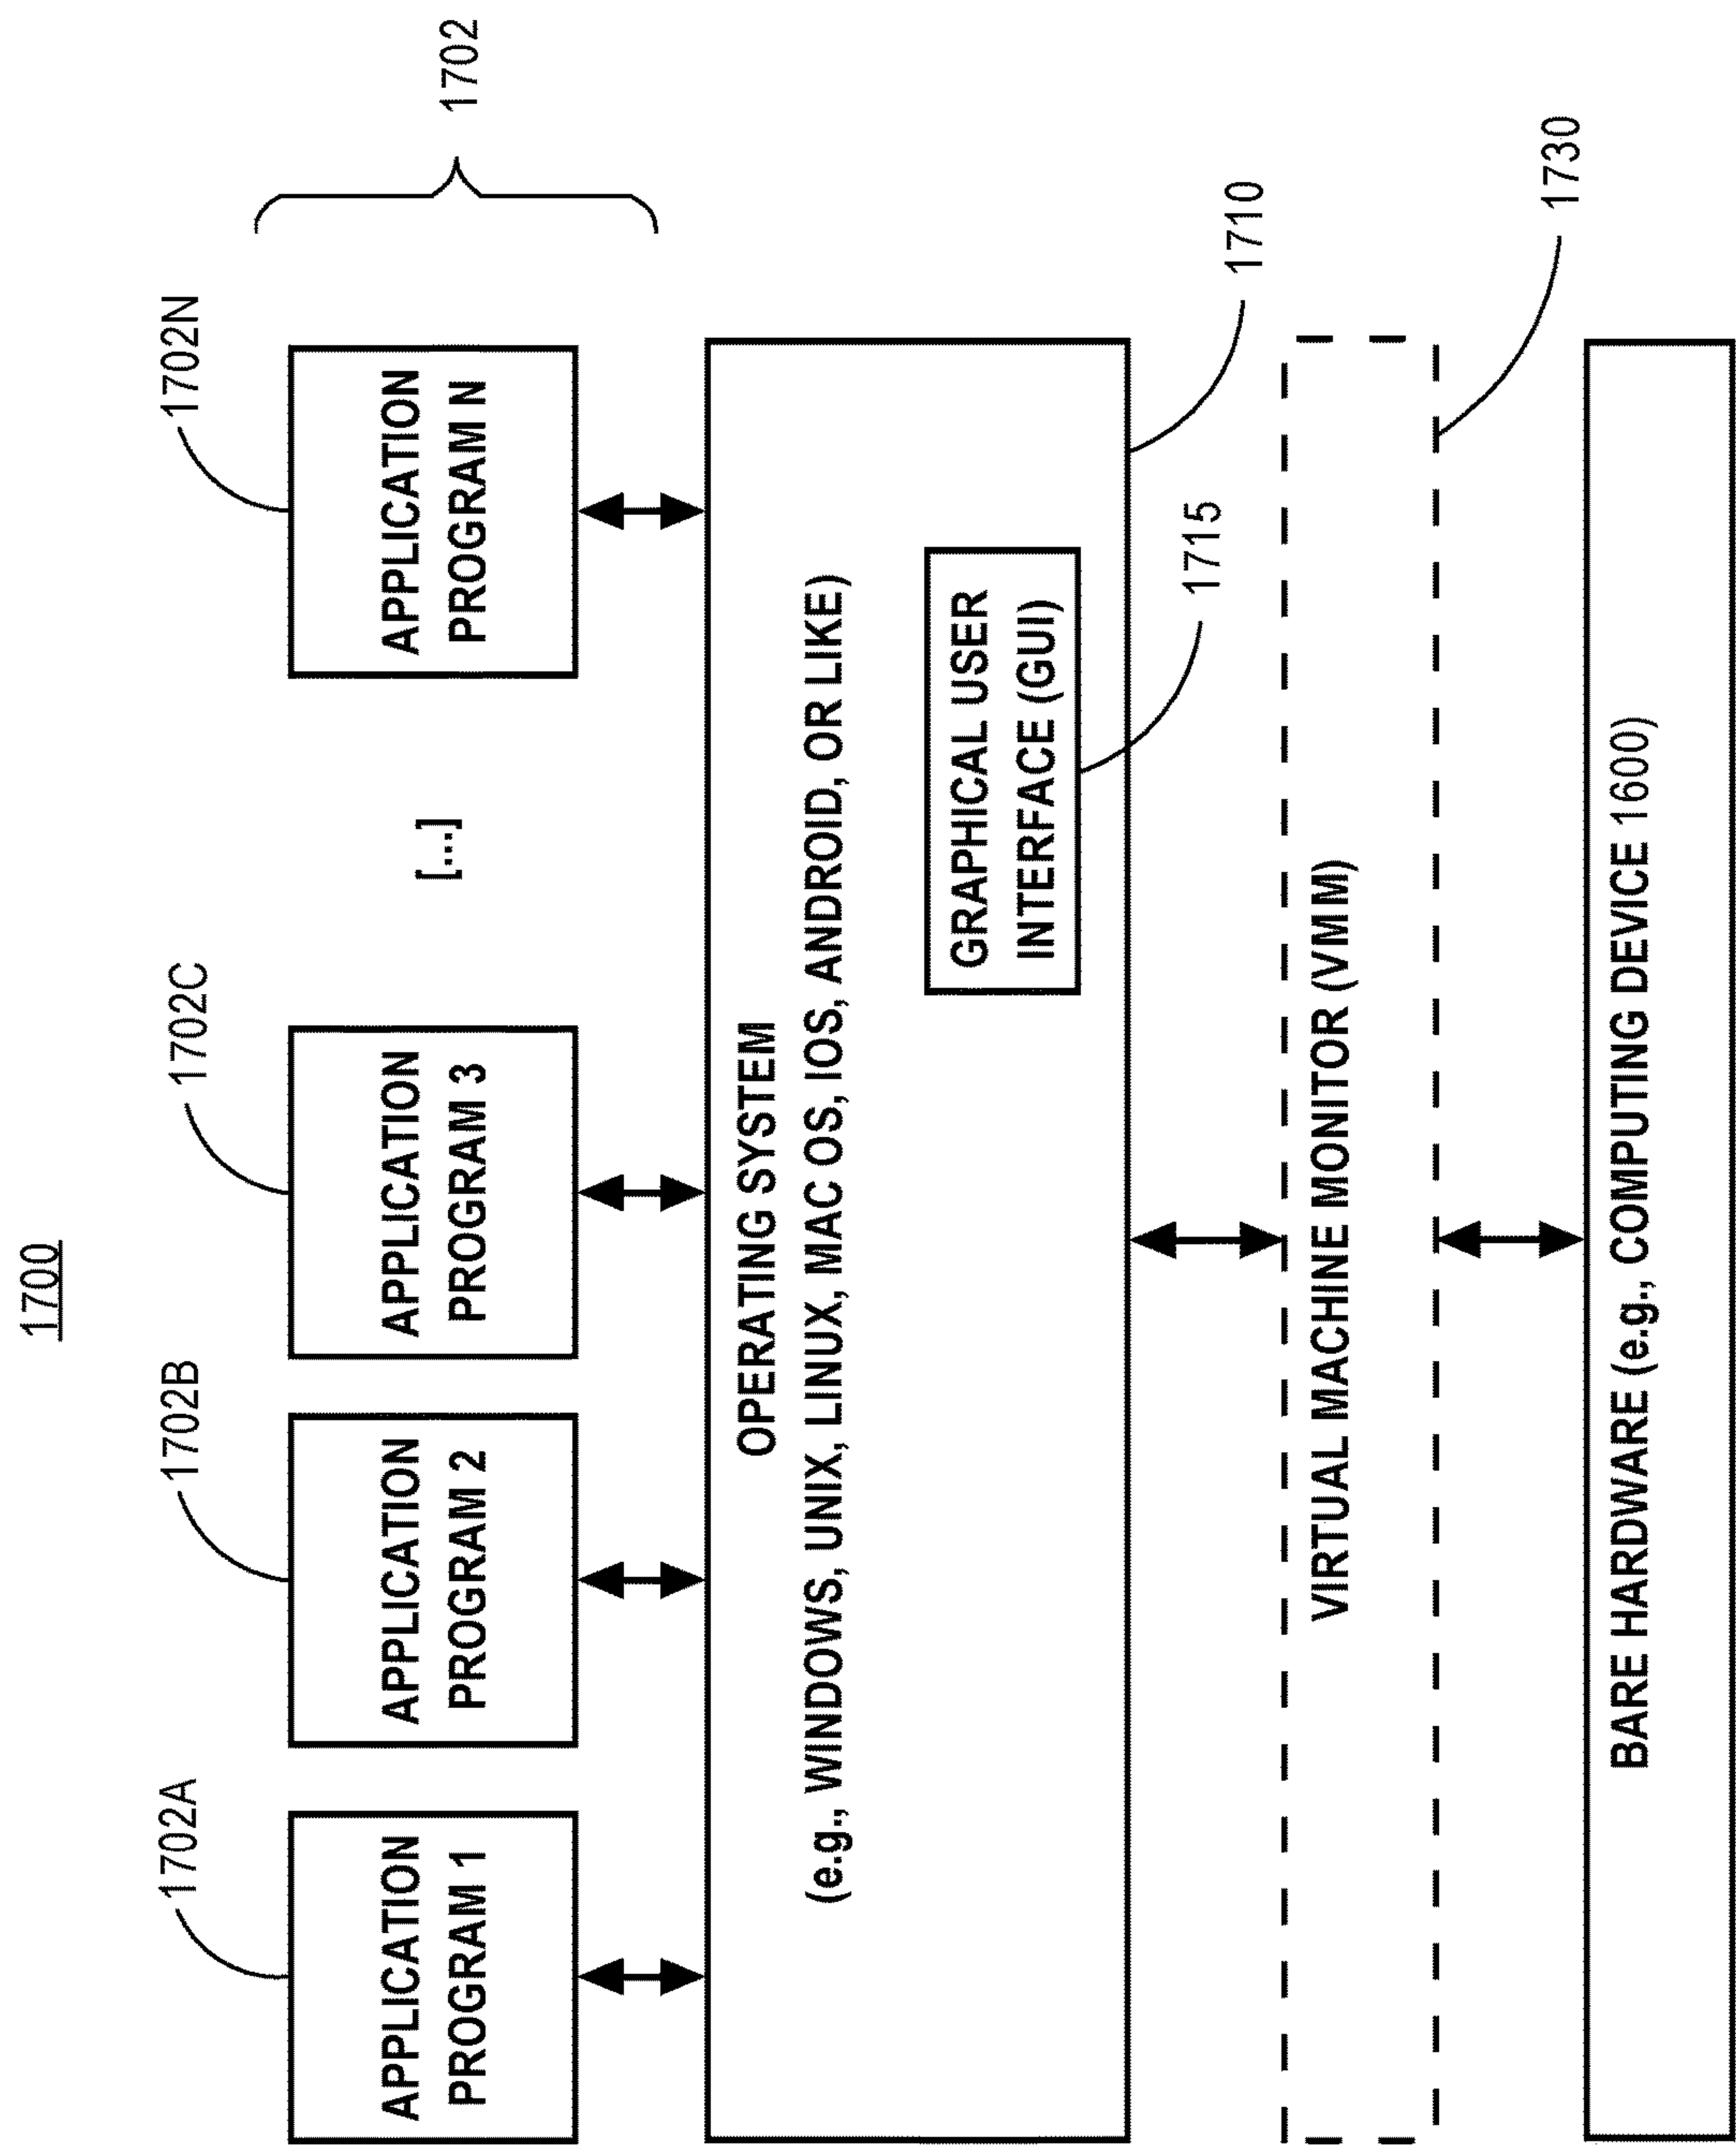 1700
1702A
1702B
1702C
1702N
APPLICATION
PROGRAM 1
APPLICATION
PROGRAM 2
APPLICATION
PROGRAM 3
[...]
APPLICATION
PROGRAM N
1702
OPERATING SYSTEM
(e.g., WINDOWS, UNIX, LINUX, MAC OS, IOS, ANDROID, OR LIKE)
GRAPHICAL USER
INTERFACE (GUI)
1715
1710
VIRTUAL MACHINE MONITOR (VMM)
1730
BARE HARDWARE (e.g., COMPUTING DEVICE 1600)